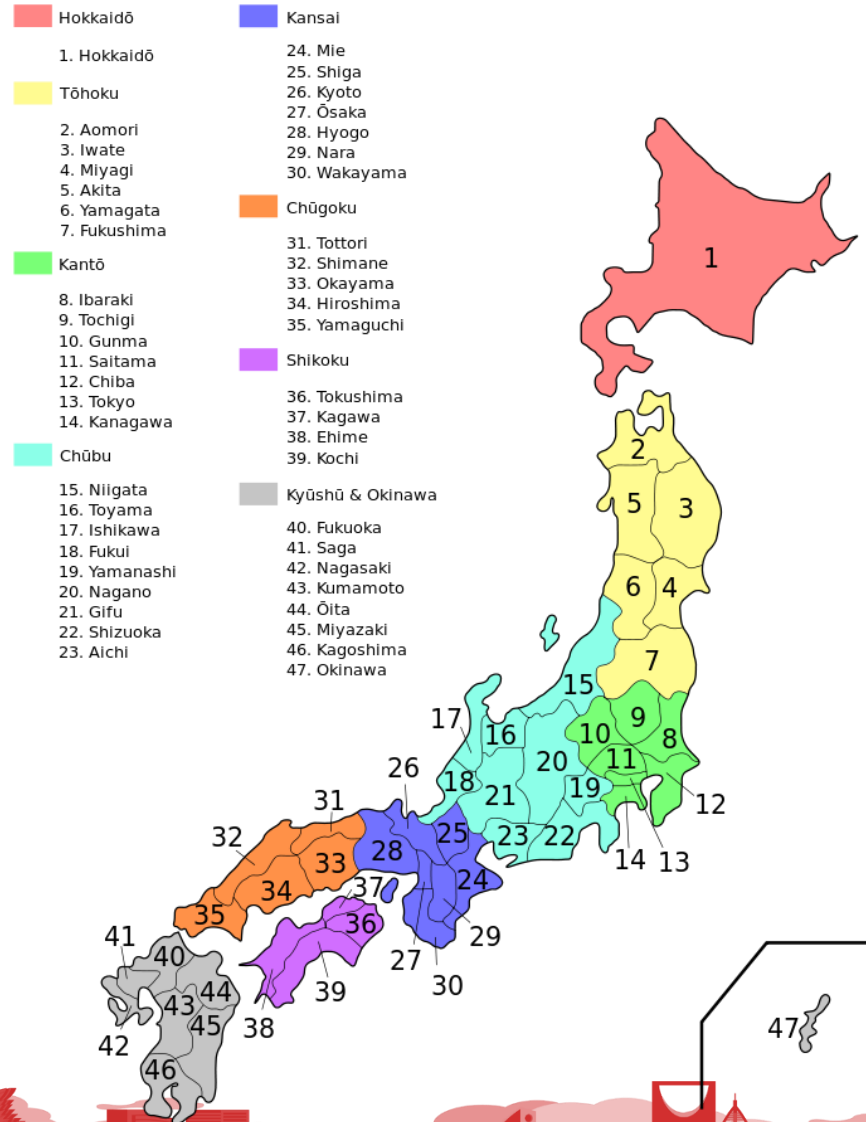 Hokkaidō
1. Hokkaidō
Tōhoku
2. Aomori
3. Iwate
4. Miyagi
5. Akita
6. Yamagata
7. Fukushima
Kantō
8. Ibaraki
9. Tochigi
10. Gunma
11. Saitama
12. Chiba
13. Tokyo
14. Kanagawa
Chūbu
15. Niigata
16. Toyama
17. Ishikawa
18. Fukui
19. Yamanashi
20. Nagano
21. Gifu
22. Shizuoka
23. Aichi
Kansai
24. Mie
25. Shiga
26. Kyoto
27. Ōsaka
28. Hyogo
29. Nara
30. Wakayama
Chūgoku
31. Tottori
32. Shimane
33. Okayama
34. Hiroshima
35. Yamaguchi
Shikoku
36. Tokushima
37. Kagawa
38. Ehime
39. Kochi
Kyūshū & Okinawa
40. Fukuoka
41. Saga
42. Nagasaki
43. Kumamoto
44. Ōita
45. Miyazaki
46. Kagoshima
47. Okinawa
1
2
5
3
6
4
7
15
17
16
9
10
8
20
11
26
18
19
21
12
31
32
25
23
22
28
33
14
13
34
24
37
35
36
41
29
40
27
39
30
44
43
45
38
47
42
46